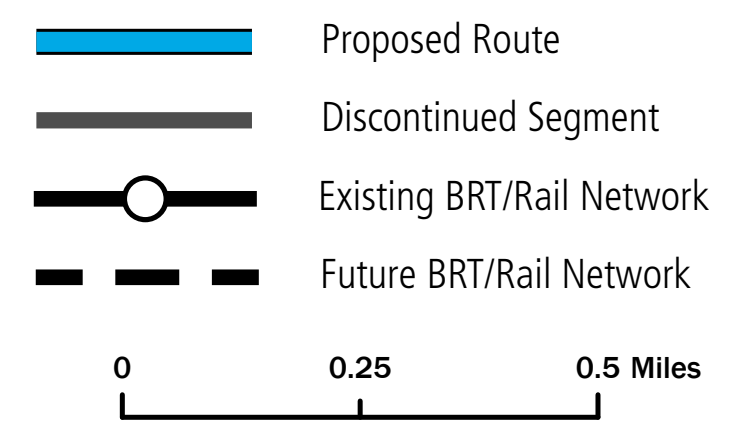 Proposed Route
Discontinued Segment
Existing BRT/Rail Network
Future BRT/Rail Network
0 0.25 0.5 Miles